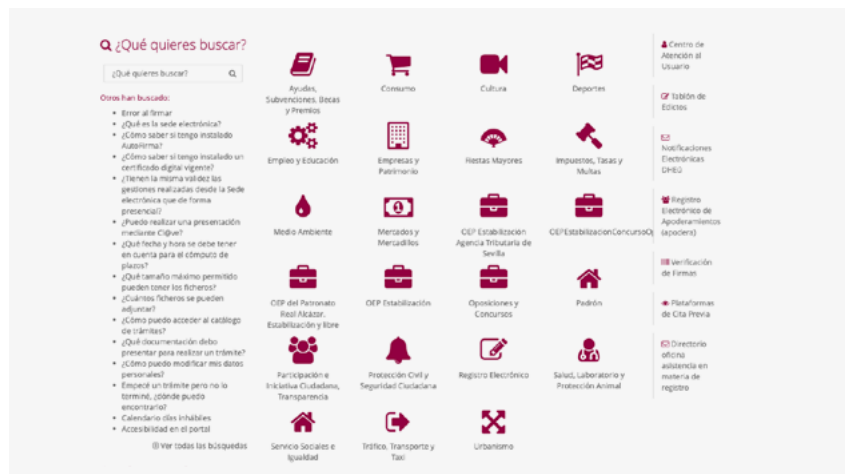 ¿Qué quieres buscar?
¿Qué quieres buscar?
Otros han buscado:
Error al firmar
¿Qué es la sede electrónica?
¿Cómo saber si tengo instalado
AutoFirma?
¿Cómo saber si tengo instalado un
certificado digital vigente?
¿Tienen la misma validez las
gestiones realizadas desde la Sede
electrónica que de forma
presencial?
¿Puedo realizar una presentación
mediante Cl@ve?
¿Qué fecha y hora se debe tener
en cuenta para el cómputo de
plazos?
¿Qué tamaño máximo permitido
pueden tener los ficheros?
¿Cuántos ficheros se pueden
adjuntar?
¿Cómo puedo acceder al catálogo
de trámites?
¿Qué documentación debo
presentar para realizar un trámite?
¿Cómo puedo modificar mis datos
personales?
Empecé un trámite pero no lo
terminé, ¿dónde puedo
encontrarlo?
Calendario días inhábiles
Accesibilidad en el portal
Ver todas las búsquedas
Ayudas,
Subvenciones, Becas
y Premios
Consumo
Cultura
Deportes
Empleo y Educación
Empresas y
Patrimonio
Fiestas Mayores
Impuestos, Tasas y
Multas
Medio Ambiente
Mercados y
Mercadillos
OEP Estabilización
Agencia Tributaria de
Sevilla
OEPEstabilizacionConcursoO
OEP del Patronato
Real Alcázar.
Estabilización y libre
OEP Estabilización
Oposiciones y
Concursos
Padrón
Participación e
Iniciativa Ciudadana,
Transparencia
Protección Civil y
Seguridad Ciudadana
Registro Electrónico
Salud, Laboratorio y
Protección Animal
Servicio Sociales e
Igualdad
Tráfico, Transporte y
Taxi
Urbanismo
Centro de
Atención al
Usuario
Tablón de
Edictos
Notificaciones
Electrónicas
DHEÚ
Registro
Electrónico de
Apoderamientos
(apodera)
Verificación
de Firmas
Plataformas
de Cita Previa
Directorio
oficina
asistencia en
materia de
registro